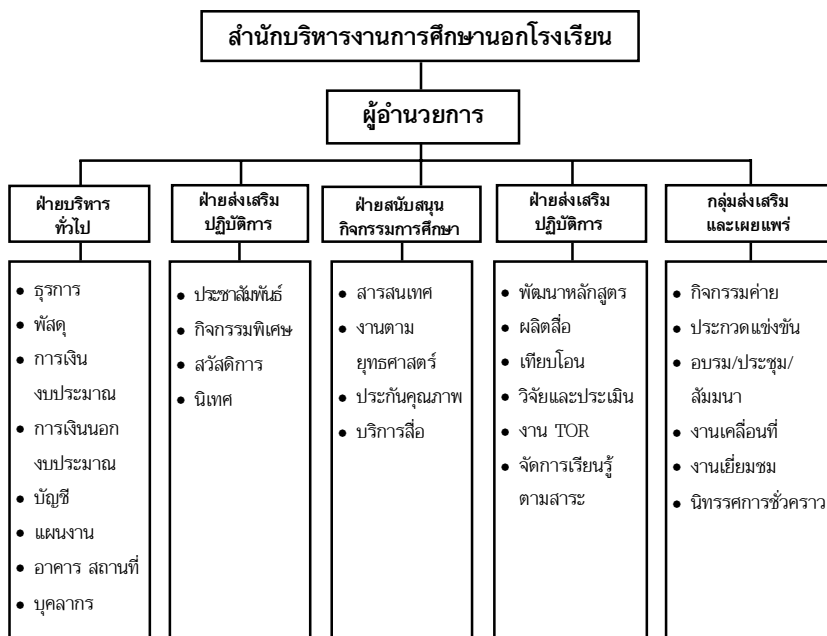 สำนักบริหารงานการศึกษานอกโรงเรียน
ผู้อำนวยการ
ฝ่ายบริหาร
ทั่วไป
• ธุรการ
• พัสดุ
• การเงิน
งบประมาณ
• การเงินนอก
งบประมาณ
• บัญชี
• แผนงาน
• อาคาร สถานที่
• บุคลากร
ฝ่ายส่งเสริม
ปฏิบัติการ
• ประชาสัมพันธ์
• กิจกรรมพิเศษ
• สวัสดิการ
• นิเทศ
ฝ่ายสนับสนุน
กิจกรรมการศึกษา
• สารสนเทศ
• งานตาม
ยุทธศาสตร์
• ประกันคุณภาพ
• บริการสื่อ
ฝ่ายส่งเสริม
ปฏิบัติการ
• พัฒนาหลักสูตร
• ผลิตสื่อ
• เทียบโอน
• วิจัยและประเมิน
• งาน TOR
• จัดการเรียนรู้
ตามสาระ
กลุ่มส่งเสริม
และเผยแพร่
• กิจกรรมค่าย
• ประกวดแข่งขัน
• อบรม/ประชุม/
สัมมนา
• งานเคลื่อนที่
• งานเยี่ยมชม
• นิทรรศการชั่วคราว